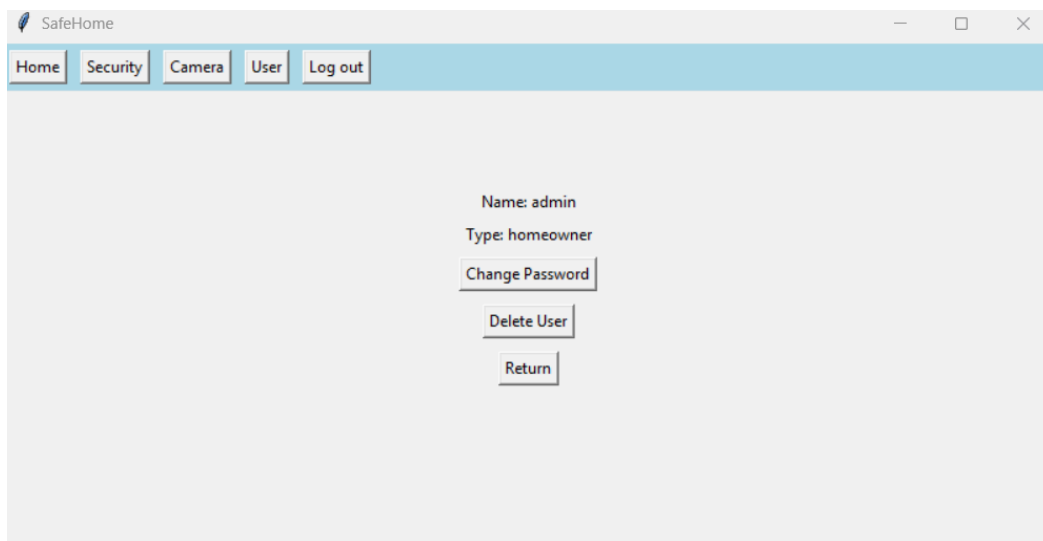 SafeHome
Home Security Camera User Log out
Name: admin
Type: homeowner
Change Password
Delete User
Return